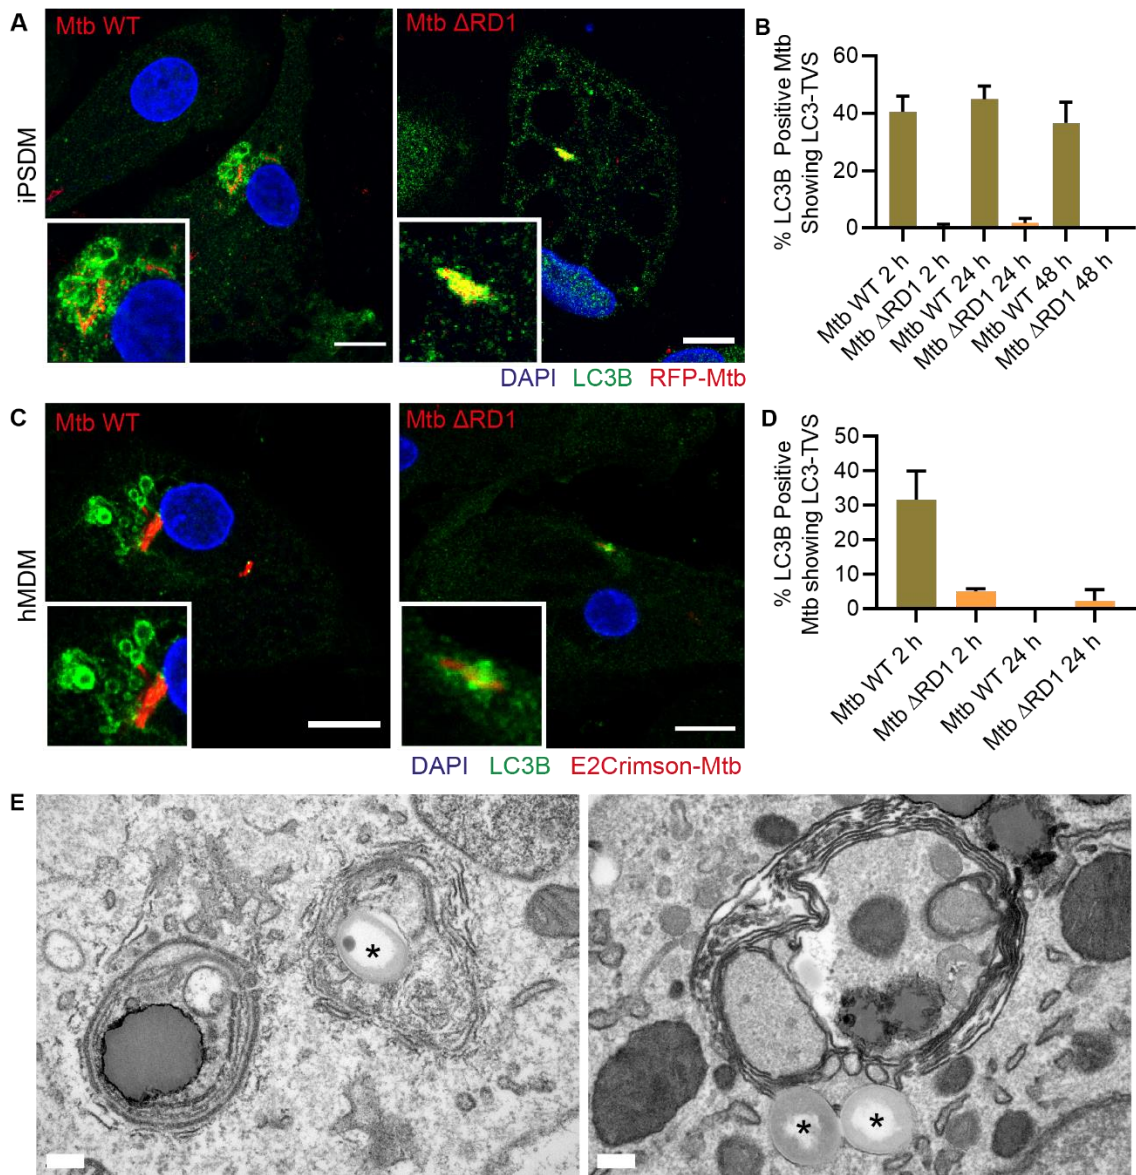 A
Mtb WT
Mtb ΔRD1
iPSDM
DAPI LC3B RFP-Mtb
B
% LC3B Positive Mtb
Showing LC3-TVS
60
40
20
0
Mtb WT 2 h
Mtb ΔRD1 2 h
Mtb WT 24 h
Mtb ΔRD1 24 h
Mtb WT 48 h
Mtb ΔRD1 48 h
C
Mtb WT
Mtb ΔRD1
hMDM
DAPI LC3B E2Crimson-Mtb
D
% LC3B Positive
Mtb showing LC3-TVS
50
40
30
20
10
0
Mtb WT 2 h
Mtb ΔRD1 2 h
Mtb WT 24 h
Mtb ΔRD1 24 h
E
*
* *